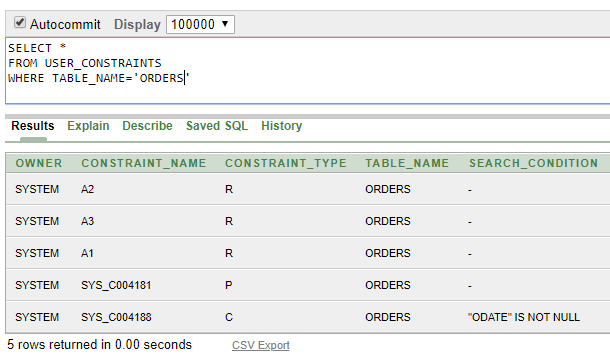 Autocommit Display 100000
SELECT *
FROM USER_CONSTRAINTS
WHERE TABLE_NAME='ORDERS'
Results Explain Describe Saved SQL History
OWNER CONSTRAINT_NAME CONSTRAINT_TYPE TABLE_NAME SEARCH_CONDITION
SYSTEM A2 R ORDERS -
SYSTEM A3 R ORDERS -
SYSTEM A1 R ORDERS -
SYSTEM SYS_C004181 P ORDERS -
SYSTEM SYS_C004188 C ORDERS "ODATE" IS NOT NULL
5 rows returned in 0.00 seconds CSV Export